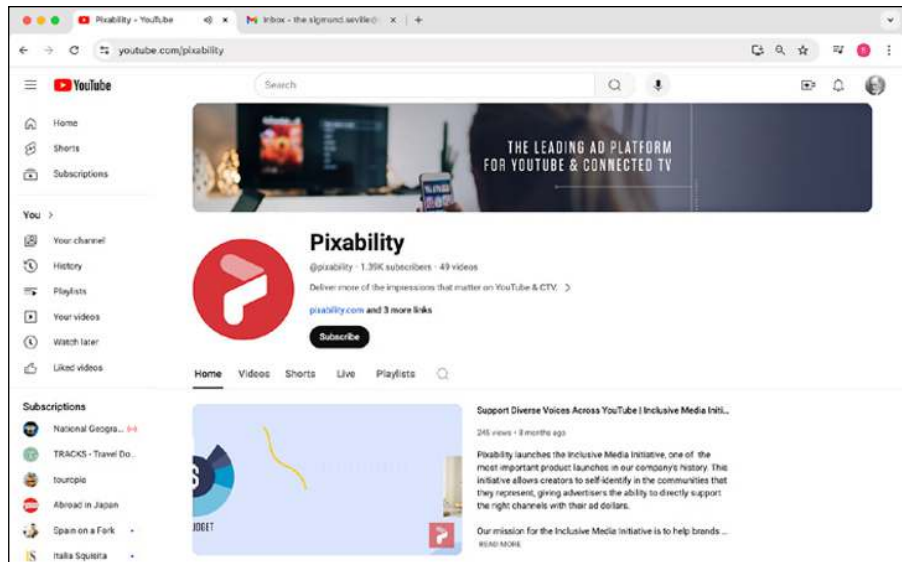 Pixability - YouTube
Inbox - the.sigmund.seville@
youtube.com/pixability
YouTube
Search
Home
Shorts
Subscriptions
You
Your channel
History
Playlists
Your videos
Watch later
Liked videos
Subscriptions
National Geogra...
TRACKS - Travel Do...
touropia
Abroad in Japan
Spain on a Fork
Italia Squisita
THE LEADING AD PLATFORM
FOR YOUTUBE & CONNECTED TV
Pixability
@pixability · 1.39K subscribers · 49 videos
Deliver more of the impressions that matter on YouTube & CTV.
pixability.com and 3 more links
Subscribe
Home Videos Shorts Live Playlists
UDGET
Support Diverse Voices Across YouTube | Inclusive Media Initi...
245 views · 8 months ago
Pixability launches the Inclusive Media Initiative, one of the
most important product launches in our company's history. This
initiative allows creators to self-identify in the communities that
they represent, giving advertisers the ability to directly support
the right channels with their ad dollars.
Our mission for the Inclusive Media Initiative is to help brands ...
READ MORE